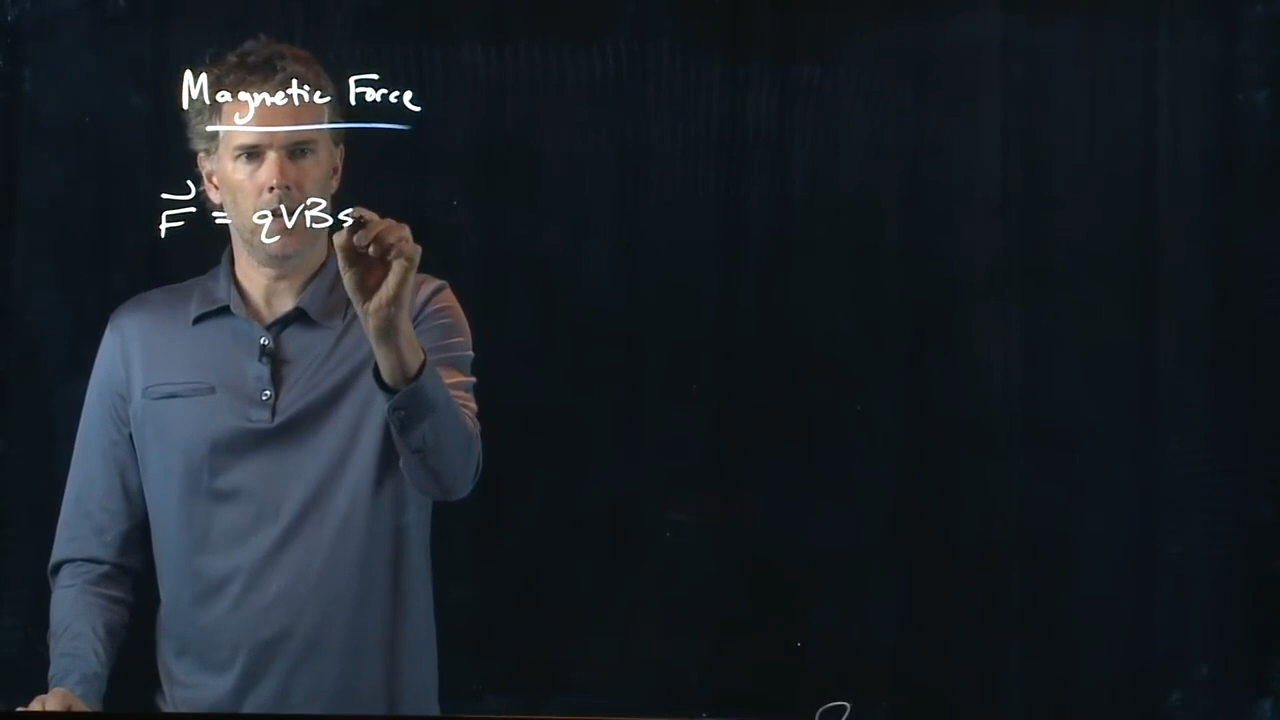 Magnetic Force
F⃗ = qVBs